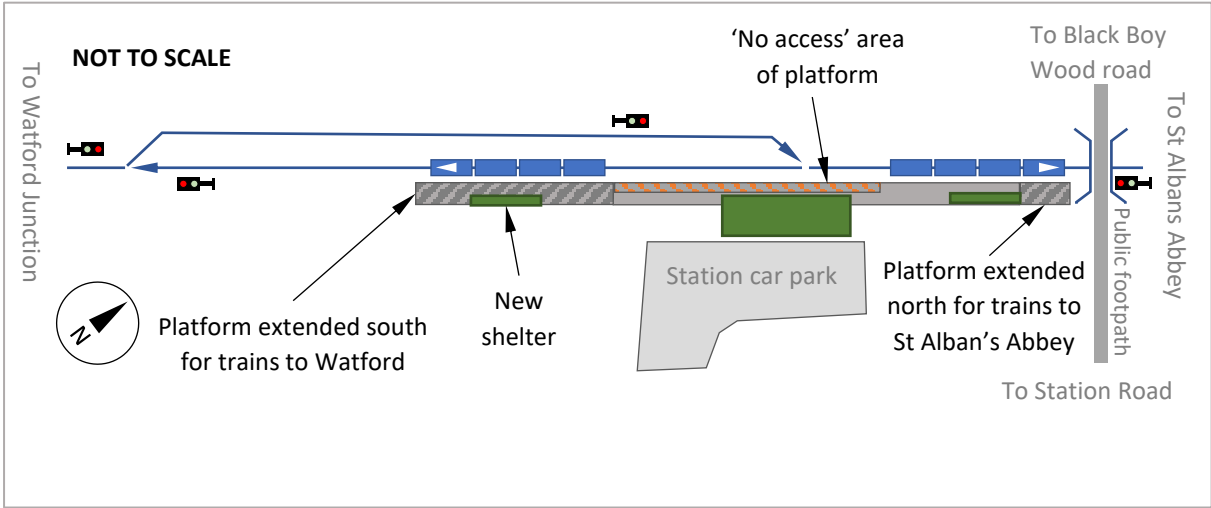 NOT TO SCALE
To Watford Junction
'No access' area
of platform
To Black Boy
Wood road
To St Albans Abbey
Public footpath
Station car park
N
Platform extended south
for trains to Watford
New
shelter
Platform extended
north for trains to
St Alban's Abbey
To Station Road